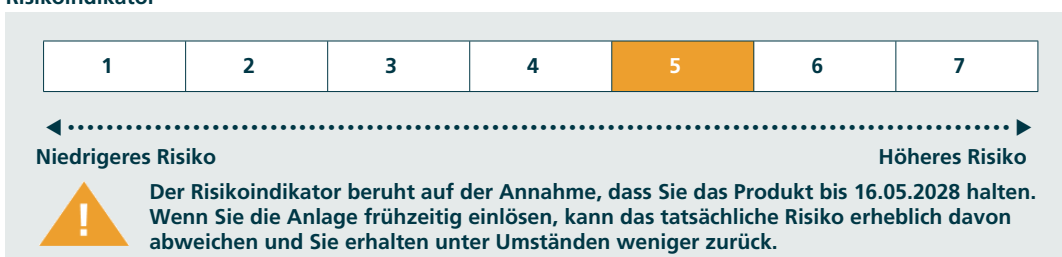 Risikoindikator
1 2 3 4 5 6 7
Niedrigeres Risiko Höheres Risiko
! Der Risikoindikator beruht auf der Annahme, dass Sie das Produkt bis 16.05.2028 halten.
Wenn Sie die Anlage frühzeitig einlösen, kann das tatsächliche Risiko erheblich davon
abweichen und Sie erhalten unter Umständen weniger zurück.